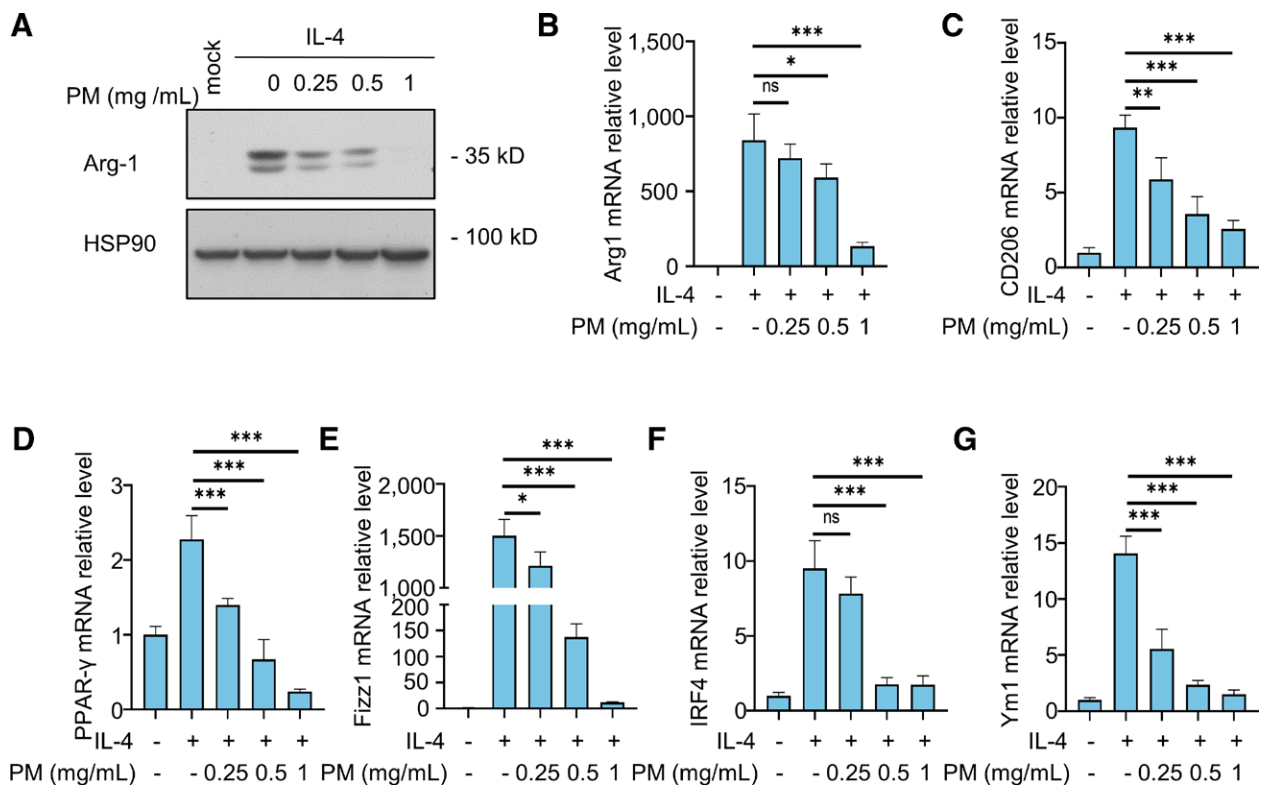 A
IL-4
mock
PM (mg /mL)
0 0.25 0.5 1
Arg-1
- 35 kD
HSP90
- 100 kD
B
Arg1 mRNA relative level
1,500
1,000
500
0
***
*
ns
IL-4 - + + + +
PM (mg/mL) - - 0.25 0.5 1
C
CD206 mRNA relative level
15
10
5
0
***
***
**
IL-4 - + + + +
PM (mg/mL) - - 0.25 0.5 1
D
PPAR-γ mRNA relative level
3
2
1
0
***
***
***
IL-4 - + + + +
PM (mg/mL) - - 0.25 0.5 1
E
Fizz1 mRNA relative level
2,000
1,500
1,000
200
150
100
50
0
***
***
*
IL-4 - + + + +
PM (mg/mL) - - 0.25 0.5 1
F
IRF4 mRNA relative level
15
10
5
0
***
***
ns
IL-4 - + + + +
PM (mg/mL) - - 0.25 0.5 1
G
Ym1 mRNA relative level
20
15
10
5
0
***
***
***
IL-4 - + + + +
PM (mg/mL) - - 0.25 0.5 1